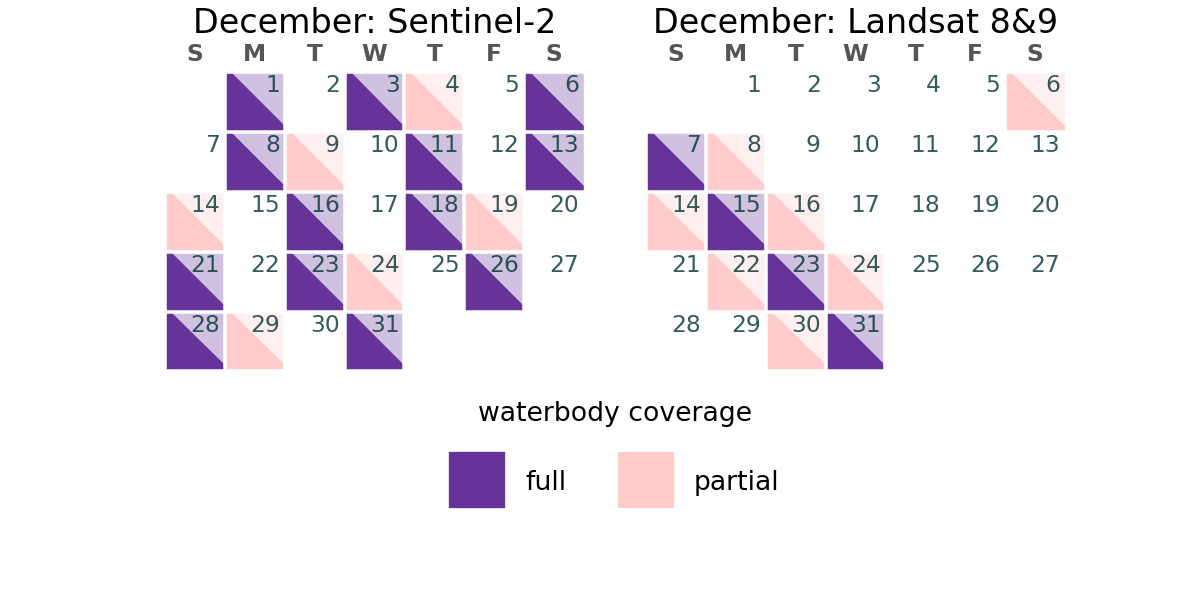 December: Sentinel-2
S M T W T F S
1 2 3 4 5 6
7 8 9 10 11 12 13
14 15 16 17 18 19 20
21 22 23 24 25 26 27
28 29 30 31
December: Landsat 8&9
S M T W T F S
1 2 3 4 5 6
7 8 9 10 11 12 13
14 15 16 17 18 19 20
21 22 23 24 25 26 27
28 29 30 31
waterbody coverage
full partial